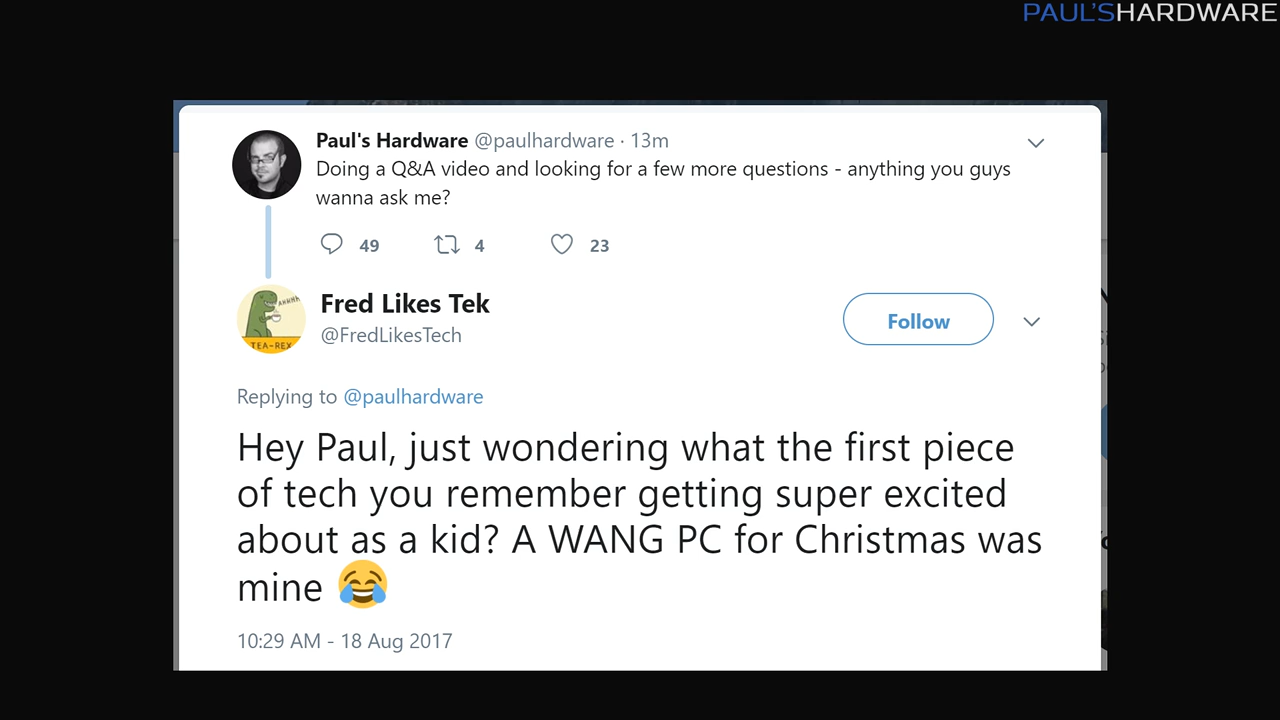 PAUL'SHARDWARE
Paul's Hardware @paulhardware · 13m
Doing a Q&A video and looking for a few more questions - anything you guys
wanna ask me?
49 4 23
AHHHH
TEA-REX
Fred Likes Tek
@FredLikesTech
Follow
Replying to @paulhardware
Hey Paul, just wondering what the first piece
of tech you remember getting super excited
about as a kid? A WANG PC for Christmas was
mine 😂
10:29 AM - 18 Aug 2017